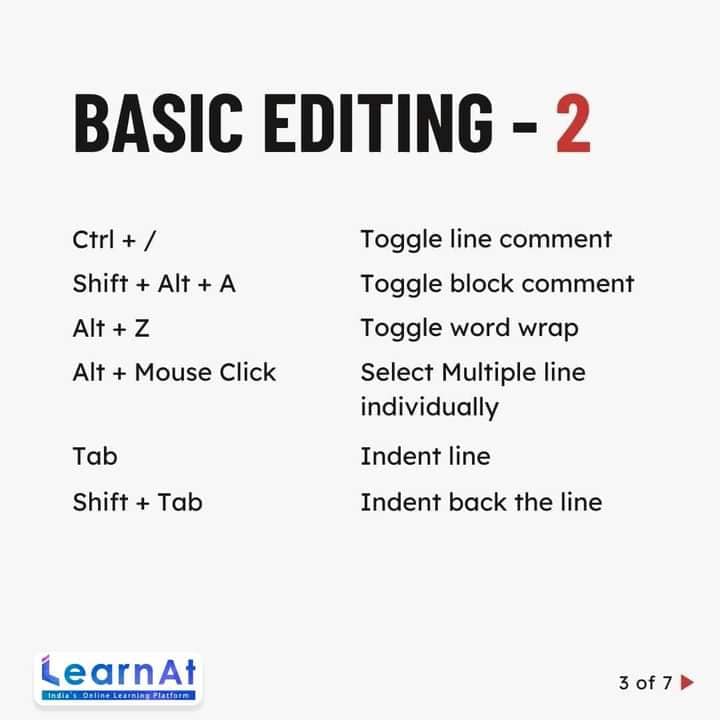 BASIC EDITING - 2
Ctrl + / Toggle line comment
Shift + Alt + A Toggle block comment
Alt + Z Toggle word wrap
Alt + Mouse Click Select Multiple line
individually
Tab Indent line
Shift + Tab Indent back the line
LearnAt
India's Online Learning Platform
3 of 7